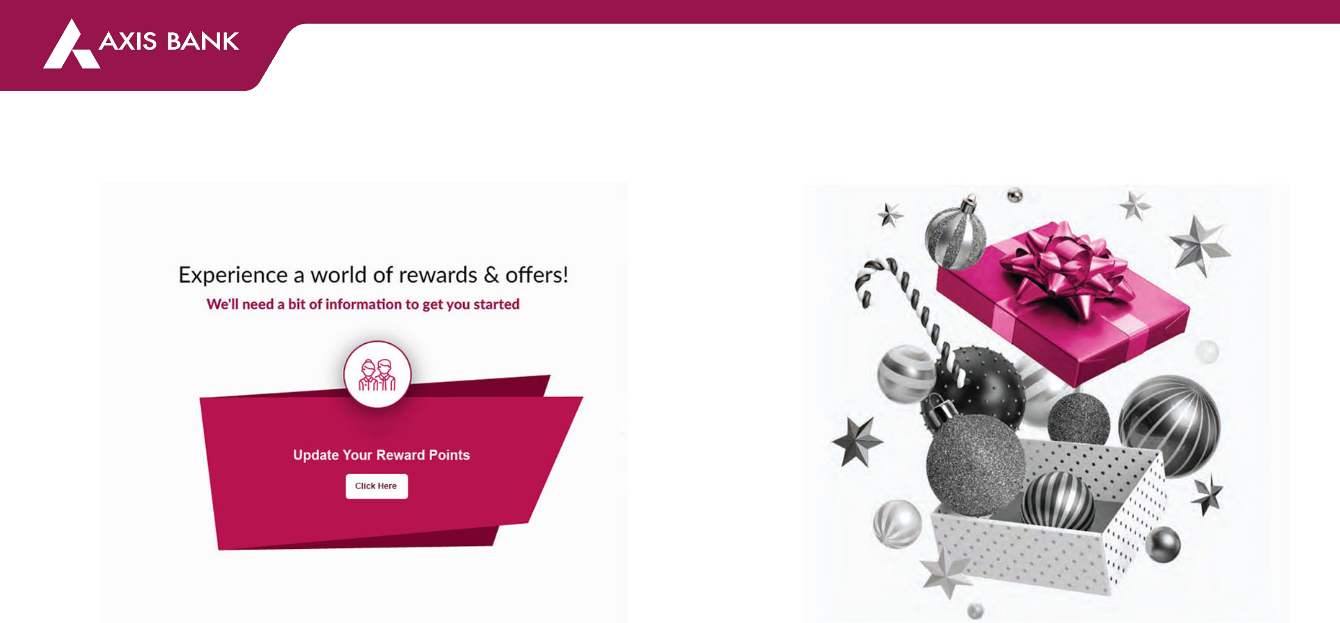 AXIS BANK
Experience a world of rewards & offers!
We'll need a bit of information to get you started
Update Your Reward Points
Click Here